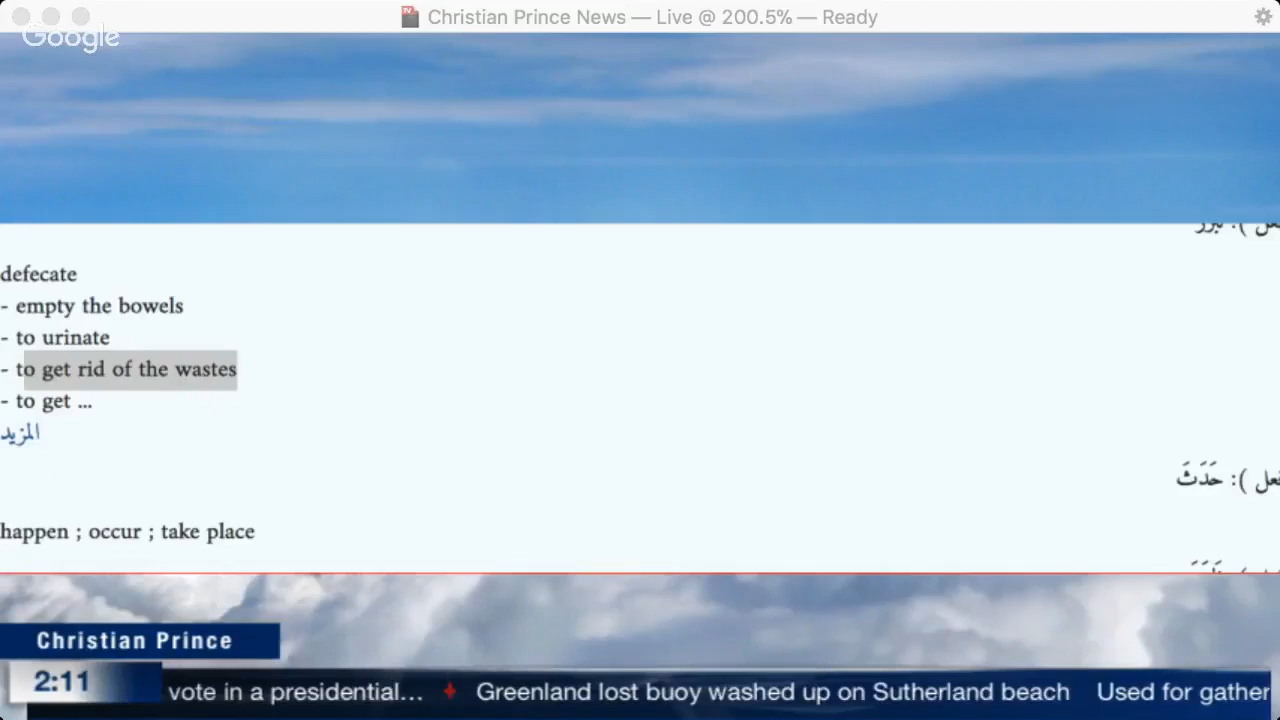 Christian Prince News — Live @ 200.5% — Ready
Google
defecate
- empty the bowels
- to urinate
- to get rid of the wastes
- to get ...
المزيد
فعل ): حَدَثَ
happen ; occur ; take place
Christian Prince
2:11
vote in a presidential... Greenland lost buoy washed up on Sutherland beach Used for gather